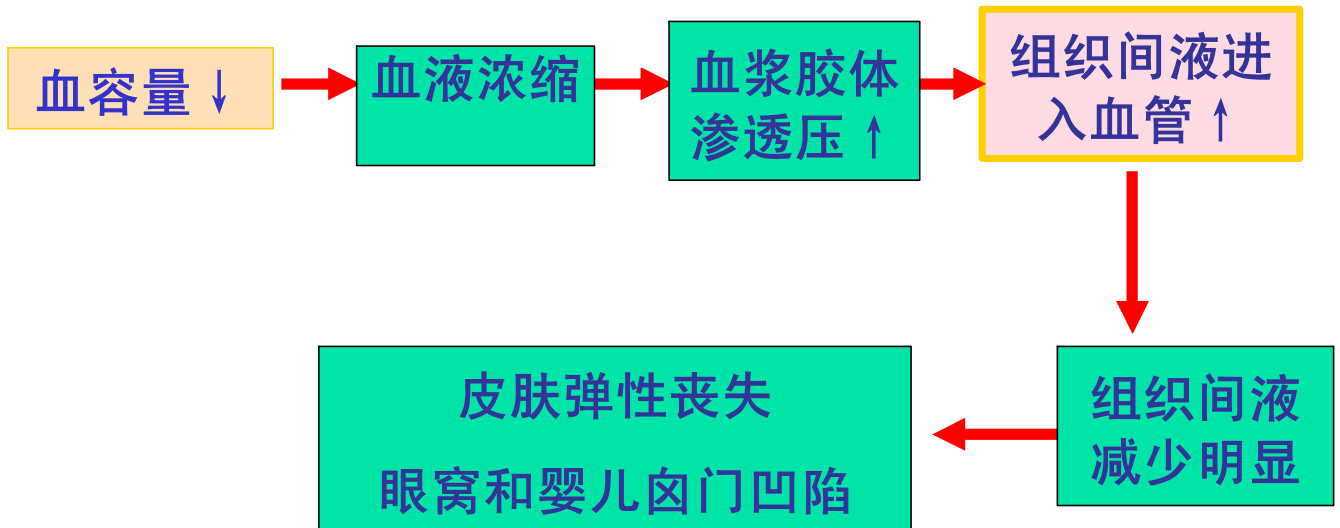 血容量↓
血液浓缩
血浆胶体
渗透压↑
组织间液进
入血管↑
组织间液
减少明显
皮肤弹性丧失
眼窝和婴儿囟门凹陷